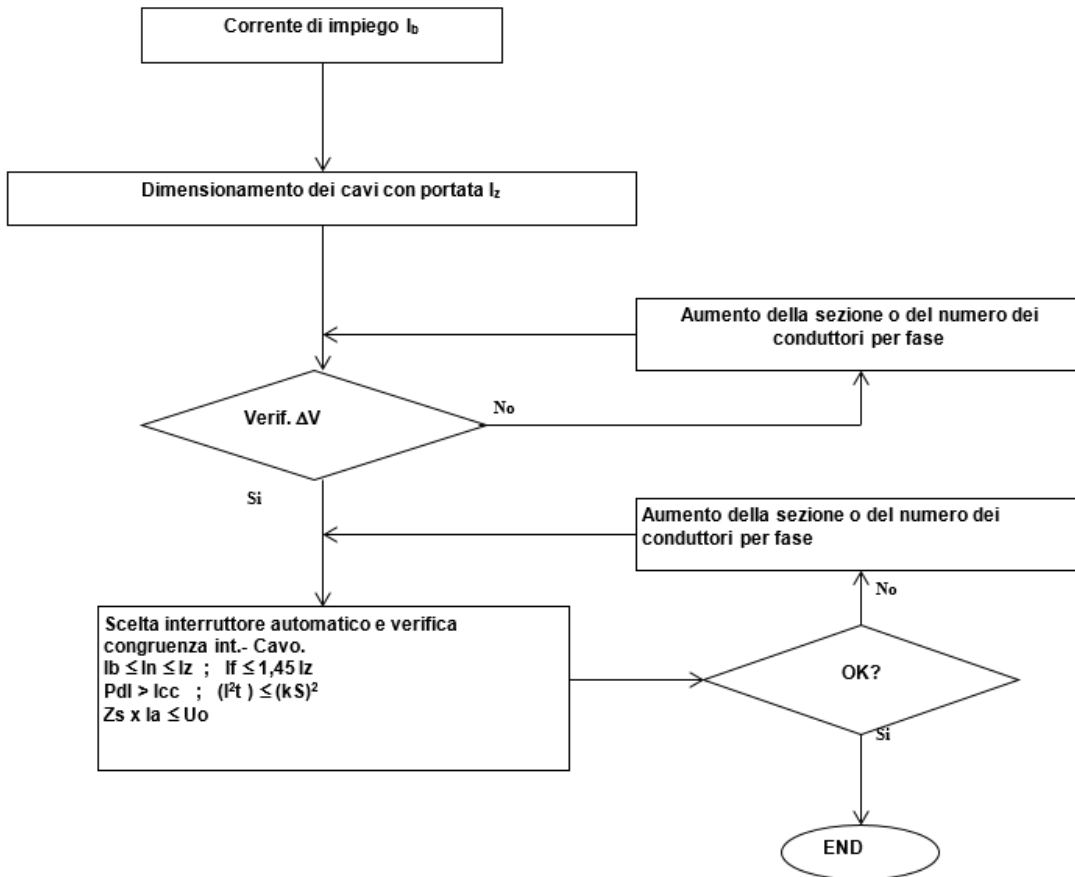 Corrente di impiego Ib
Dimensionamento dei cavi con portata Iz
Aumento della sezione o del numero dei
conduttori per fase
Verif. ΔV
No
Si
Aumento della sezione o del numero dei
conduttori per fase
No
Scelta interruttore automatico e verifica
congruenza int.- Cavo.
Ib ≤ In ≤ Iz ; If ≤ 1,45 Iz
PdI > Icc ; (I²t ) ≤ (kS)²
Zs x Ia ≤ Uo
OK?
Si
END